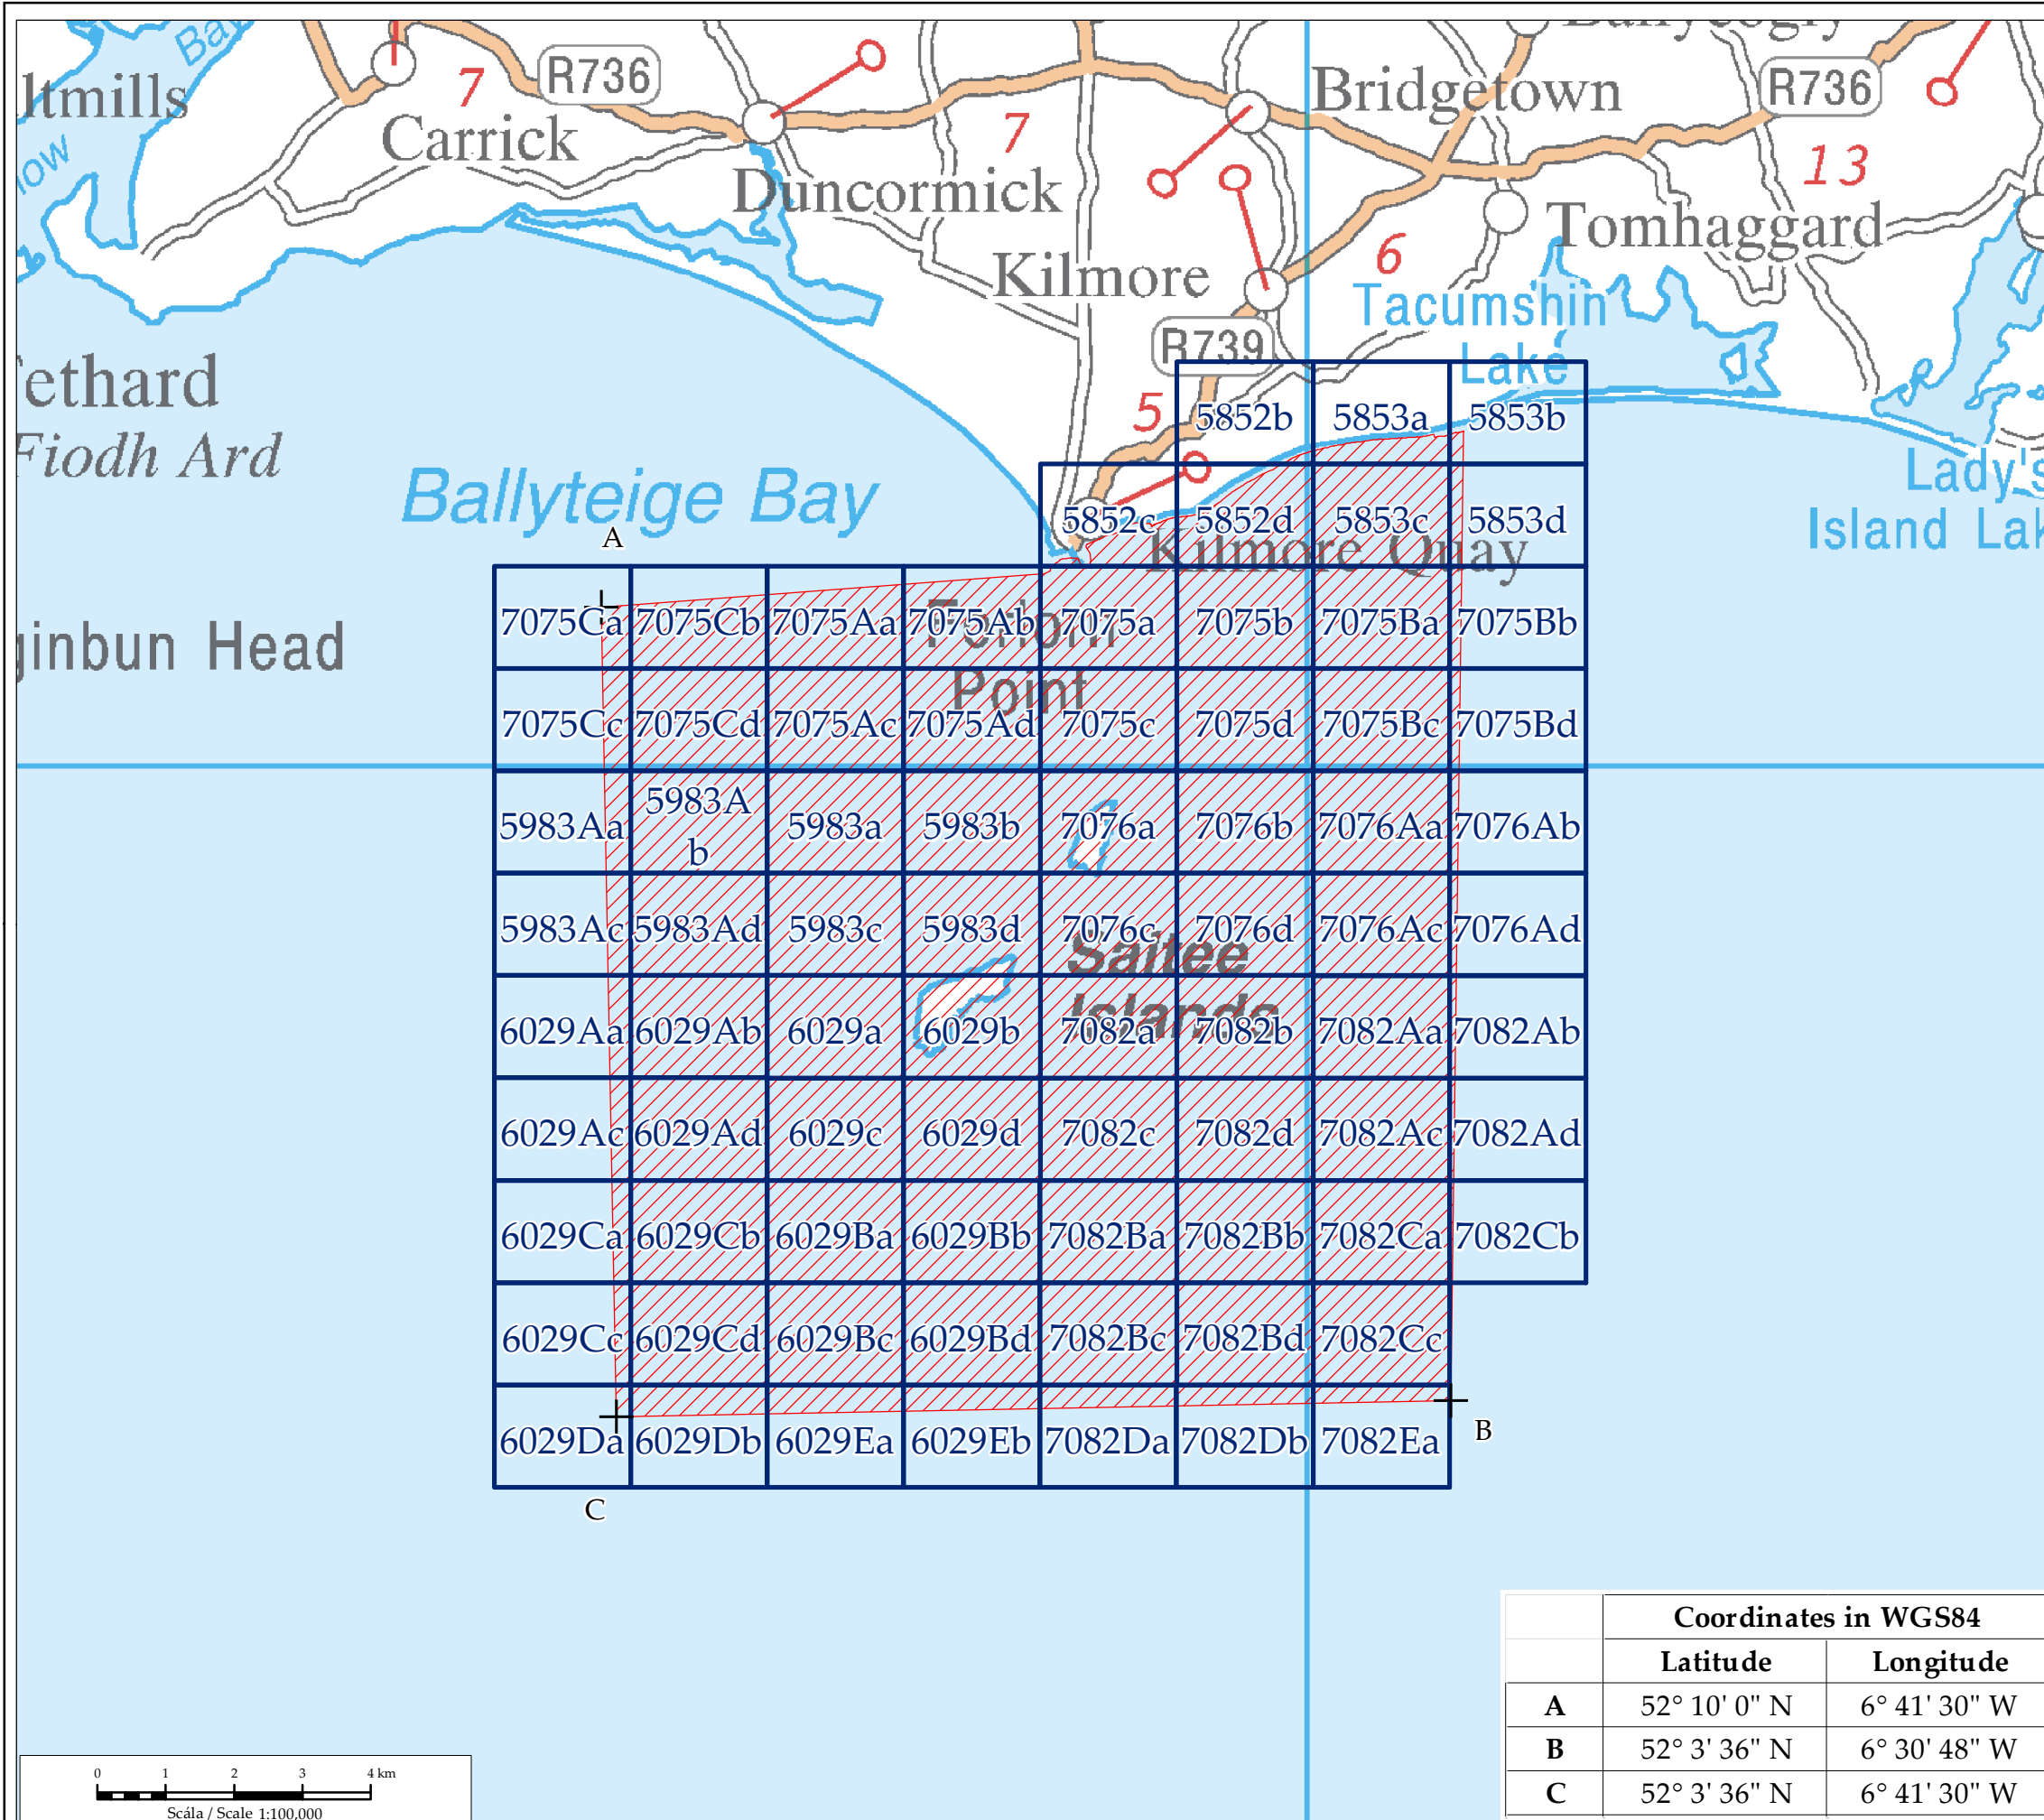 Bay
R736
7
ltmills
Carrick
7
Bridgetown
R736
13
Duncormick
Tomhaggard
Kilmore
6
Tacumshin
Lake
R739
ethard
Fiodh Ard
5
5852b 5853a 5853b
Ballyteige Bay
Lady's
Island Lak
A
5852c 5852d 5853c 5853d
Kilmore Quay
7075Ca 7075Cb 7075Aa 7075Ab 7075a 7075b 7075Ba 7075Bb
Forlorn
Point
ginbun Head
7075Cc 7075Cd 7075Ac 7075Ad 7075c 7075d 7075Bc 7075Bd
5983Aa 5983A
b 5983a 5983b 7076a 7076b 7076Aa 7076Ab
5983Ac 5983Ad 5983c 5983d 7076c 7076d 7076Ac 7076Ad
Saltee
Islands
6029Aa 6029Ab 6029a 6029b 7082a 7082b 7082Aa 7082Ab
6029Ac 6029Ad 6029c 6029d 7082c 7082d 7082Ac 7082Ad
6029Ca 6029Cb 6029Ba 6029Bb 7082Ba 7082Bb 7082Ca 7082Cb
6029Cc 6029Cd 6029Bc 6029Bd 7082Bc 7082Bd 7082Cc
6029Da 6029Db 6029Ea 6029Eb 7082Da 7082Db 7082Ea
B
C
Coordinates in WGS84
Latitude Longitude
A 52° 10' 0" N 6° 41' 30" W
B 52° 3' 36" N 6° 30' 48" W
C 52° 3' 36" N 6° 41' 30" W
0 1 2 3 4 km
Scála / Scale 1:100,000